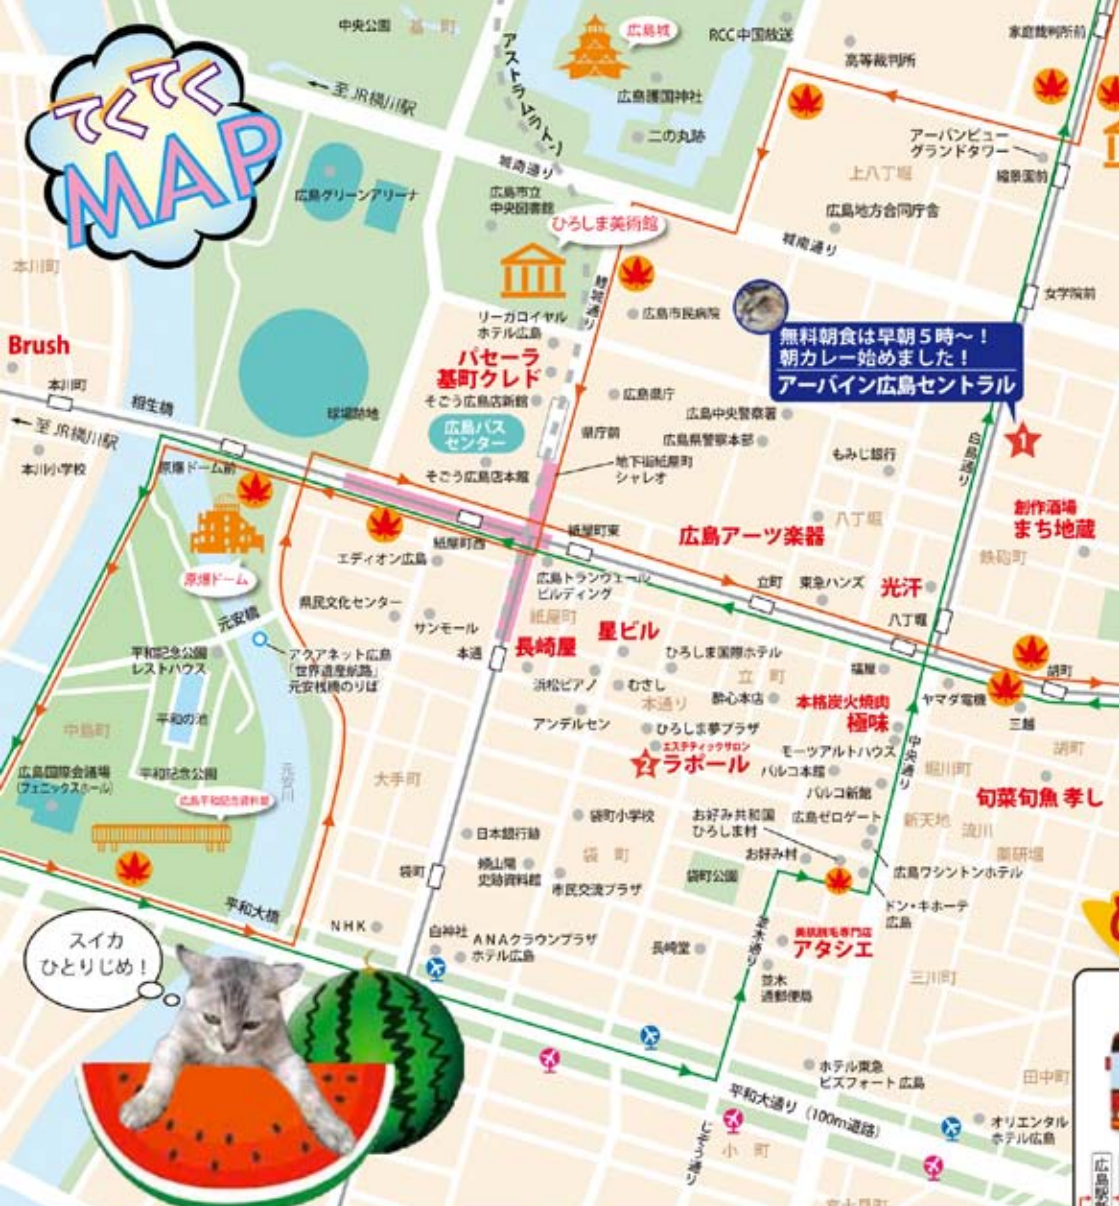 てくてく
MAP
中央公園
基町
アストラムライン
広島城
RCC中国放送
家庭裁判所前
高等裁判所
←至JR横川駅
広島護国神社
二の丸跡
アーバンビュー
グランドタワー
縮景園前
城南通り
上八丁堀
広島グリーンアリーナ
広島市立
中央図書館
ひろしま美術館
広島地方合同庁舎
城南通り
本川町
鯉城通り
女学院前
リーガロイヤル
ホテル広島
広島市民病院
無料朝食は早朝5時～!
朝カレー始めました!
アーバイン広島セントラル
Brush
パセーラ
基町クレド
本川町
相生橋
球場跡地
そごう広島店新館
広島県庁
広島中央警察署
広島バス
センター
県庁前
広島県警察本部
白島通り
1
←至JR横川駅
本川小学校
原爆ドーム前
そごう広島店本館
地下街紙屋町
シャレオ
もみじ銀行
創作酒場
まち地蔵
八丁堀
広島アーツ楽器
紙屋町東
紙屋町西
エディオン広島
鉄砲町
原爆ドーム
広島トランヴェール
ビルディング
立町
東急ハンズ
光汗
県民文化センター
元安橋
サンモール
紙屋町
八丁堀
星ビル
平和記念公園
レストハウス
アクアネット広島
「世界遺産航路」
元安桟橋のりば
本通
長崎屋
ひろしま国際ホテル
福屋
胡町
浜松ピアノ
むさし
立町
酔心本店
本格炭火焼肉
極味
ヤマダ電機
三越
平和の池
中島町
アンデルセン
本通り
ひろしま夢プラザ
エステティックサロン
2
ラポール
モーツアルトハウス
中央通り
胡町
広島国際会議場
(フェニックスホール)
平和記念公園
元安川
大手町
パルコ本館
堀川町
パルコ新館
旬菜旬魚 孝し
広島平和記念資料館
日本銀行跡
袋町小学校
お好み共和国
ひろしま村
広島ゼロゲート
新天地
流川
薬研堀
袋町
頼山陽
史跡資料館
袋町
市民交流プラザ
お好み村
袋町公園
広島ワシントンホテル
ドン・キホーテ
広島
平和大橋
NHK
白神社
ANAクラウンプラザ
ホテル広島
長崎堂
並木通り
美肌脱毛専門店
アタシエ
並木
通郵便局
三川町
スイカ
ひとりじめ!
ホテル東急
ビズフォート広島
田中町
平和大通り(100m道路)
じぞう通り
小町
オリエンタル
ホテル広島